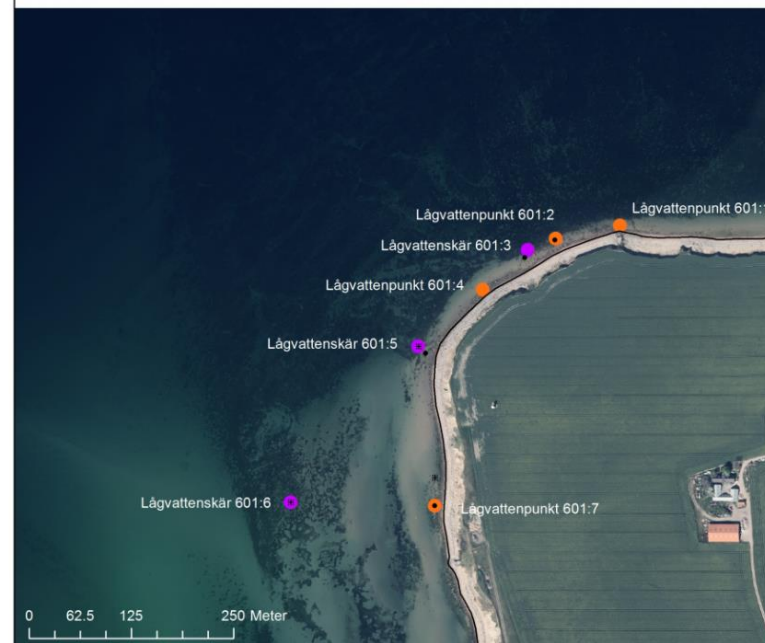 Lågvattenpunkt 601:1
Lågvattenpunkt 601:2
Lågvattenskär 601:3
Lågvattenpunkt 601:4
Lågvattenskär 601:5
Lågvattenskär 601:6
Lågvattenpunkt 601:7
0 62.5 125 250 Meter